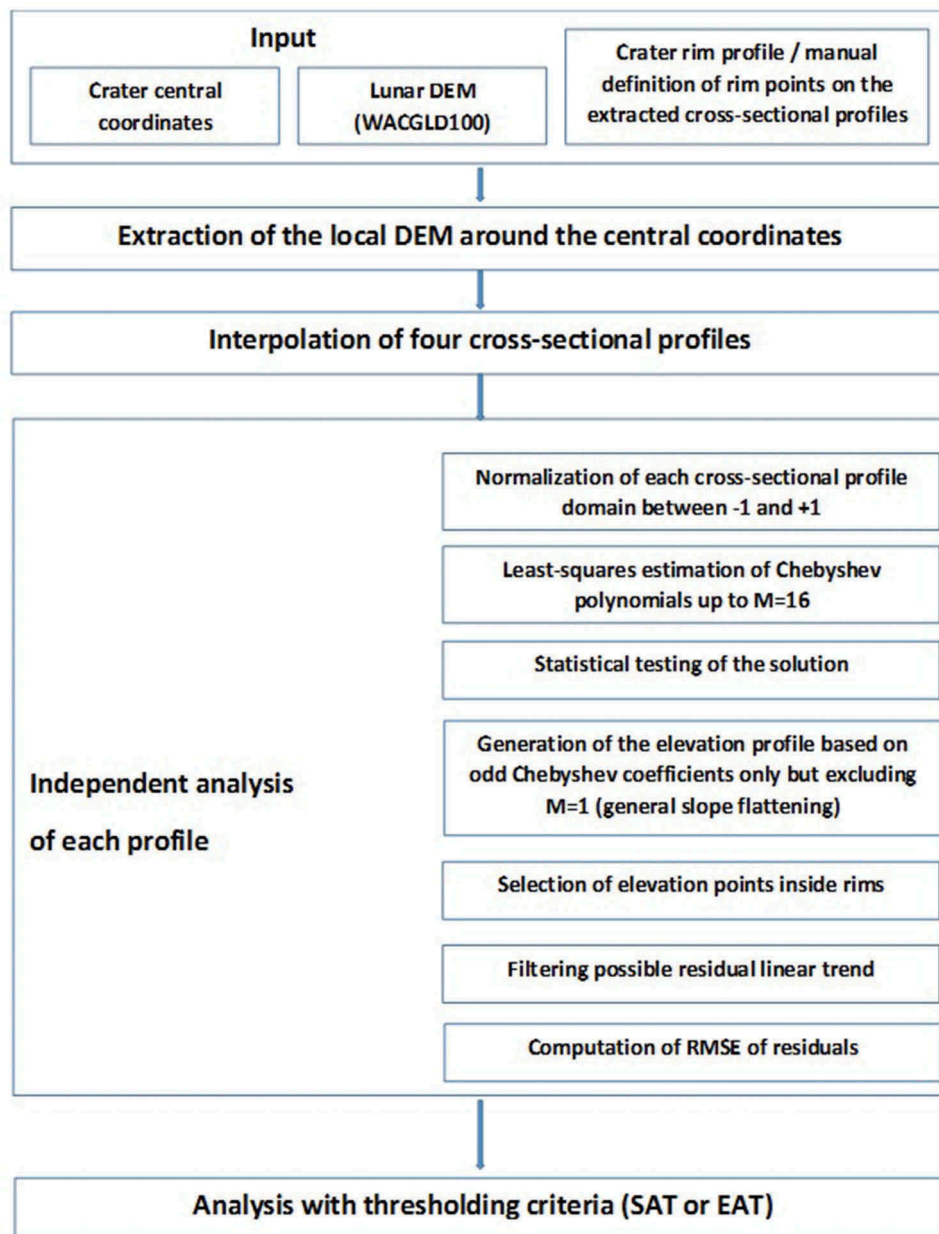 Input
Crater central
coordinates
Lunar DEM
(WACGLD100)
Crater rim profile / manual
definition of rim points on the
extracted cross-sectional profiles
Extraction of the local DEM around the central coordinates
Interpolation of four cross-sectional profiles
Independent analysis
of each profile
Normalization of each cross-sectional profile
domain between -1 and +1
Least-squares estimation of Chebyshev
polynomials up to M=16
Statistical testing of the solution
Generation of the elevation profile based on
odd Chebyshev coefficients only but excluding
M=1 (general slope flattening)
Selection of elevation points inside rims
Filtering possible residual linear trend
Computation of RMSE of residuals
Analysis with thresholding criteria (SAT or EAT)